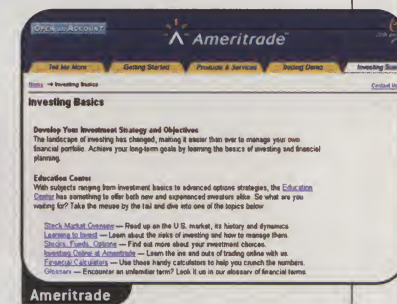 OPEN AN ACCOUNT
Ameritrade
Tell Me More
Getting Started
Products & Services
Trading Demo
Investing
Home → Investing Basics
Contact
Investing Basics
Develop Your Investment Strategy and Objectives
The landscape of investing has changed, making it easier than ever to manage your own
financial portfolio. Achieve your long-term goals by learning the basics of investing and financial
planning.
Education Center
With subjects ranging from investment basics to advanced options strategies, the Education
Center has something to offer both new and experienced investors alike. So what are you
waiting for? Take the mouse by the tail and dive into one of the topics below
Stock Market Overview — Read up on the U.S. market, its history and dynamics
Learning to Invest — Learn about the risks of investing and how to manage them.
Stocks, Funds, Options — Find out more about your investment choices.
Investing Online at Ameritrade — Learn the ins and outs of trading online with us.
Financial Calculators — Use these handy calculators to help you crunch the numbers.
Glossary — Encounter an unfamiliar term? Look it up in our glossary of financial terms.
Ameritrade